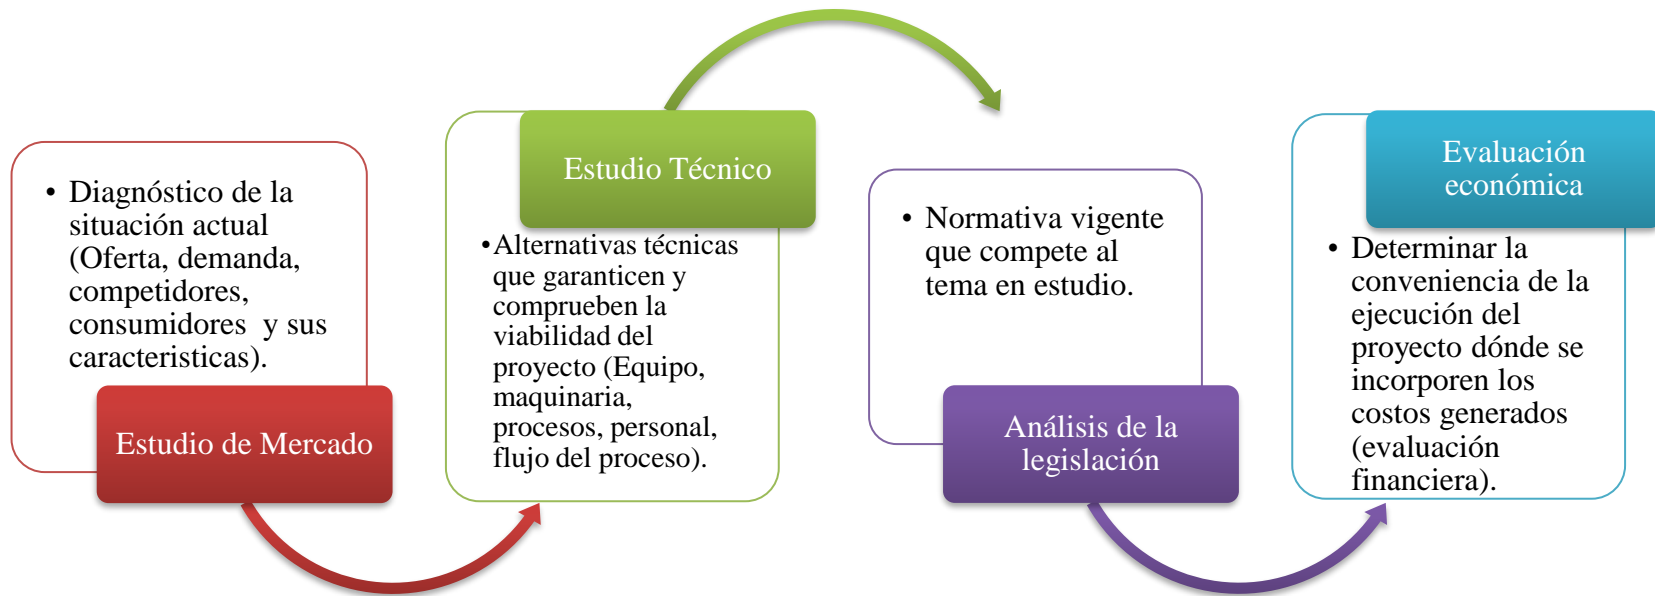 • Diagnóstico de la
situación actual
(Oferta, demanda,
competidores,
consumidores  y sus
caracteristicas).
Estudio de Mercado
Estudio Técnico
•Alternativas técnicas
que garanticen y
comprueben la
viabilidad del
proyecto (Equipo,
maquinaria,
procesos, personal,
flujo del proceso).
• Normativa vigente
que compete al
tema en estudio.
Análisis de la
legislación
Evaluación
económica
• Determinar la
conveniencia de la
ejecución del
proyecto dónde se
incorporen los
costos generados
(evaluación
financiera).